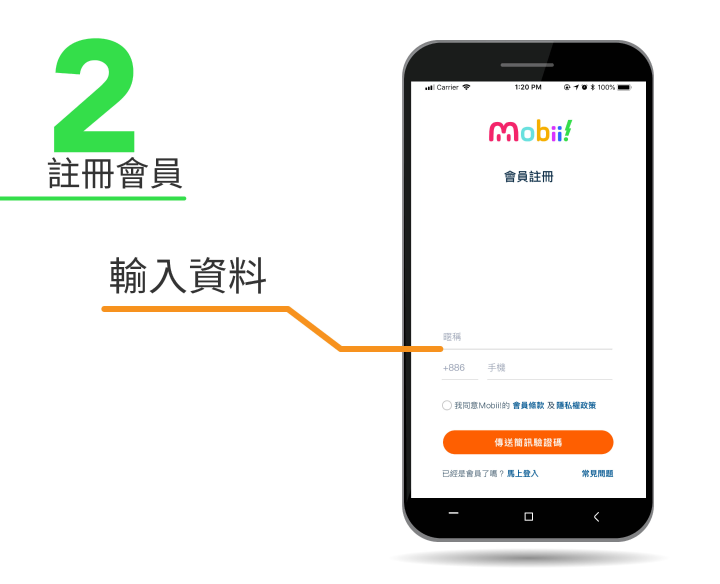 2
註冊會員
輸入資料
Carrier 1:20 PM 100%
Mobii!
會員註冊
暱稱
+886 手機
我同意Mobii!的 會員條款 及 隱私權政策
傳送簡訊驗證碼
已經是會員了嗎？馬上登入 常見問題